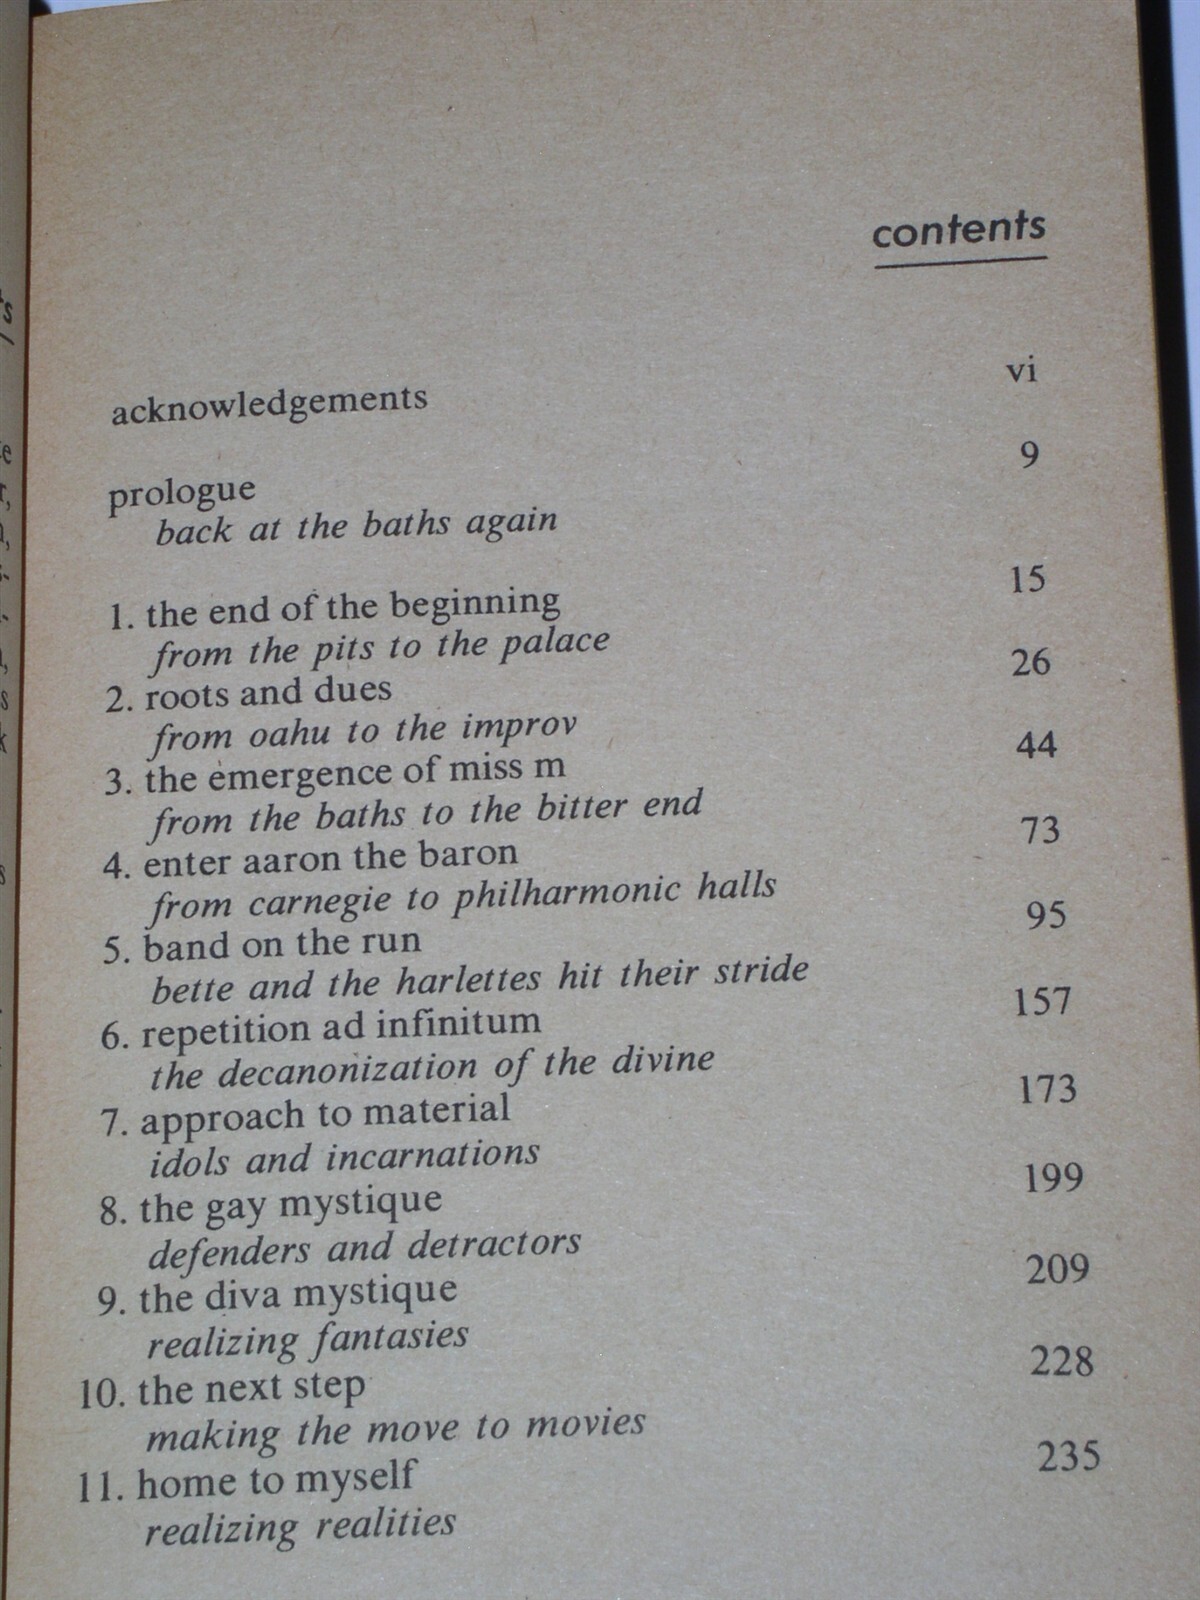 contents
acknowledgements vi
prologue 9
back at the baths again
1. the end of the beginning 15
from the pits to the palace
2. roots and dues 26
from oahu to the improv
3. the emergence of miss m 44
from the baths to the bitter end
4. enter aaron the baron 73
from carnegie to philharmonic halls
5. band on the run 95
bette and the harlettes hit their stride
6. repetition ad infinitum 157
the decanonization of the divine
7. approach to material 173
idols and incarnations
8. the gay mystique 199
defenders and detractors
9. the diva mystique 209
realizing fantasies
10. the next step 228
making the move to movies
11. home to myself 235
realizing realities